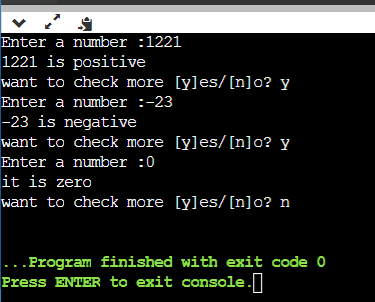 Enter a number :1221
1221 is positive
want to check more [y]es/[n]o? y
Enter a number :-23
-23 is negative
want to check more [y]es/[n]o? y
Enter a number :0
it is zero
want to check more [y]es/[n]o? n
...Program finished with exit code 0
Press ENTER to exit console.